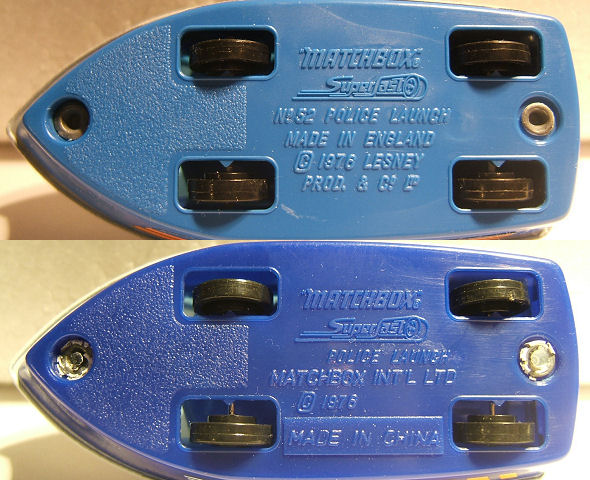 "MATCHBOX"
Superfast
Nº52 POLICE LAUNCH
MADE IN ENGLAND
© 1976 LESNEY
PROD. & Cº Lᴰ
"MATCHBOX"
Superfast
POLICE LAUNCH
MATCHBOX INT'L LTD
© 1976
MADE IN CHINA